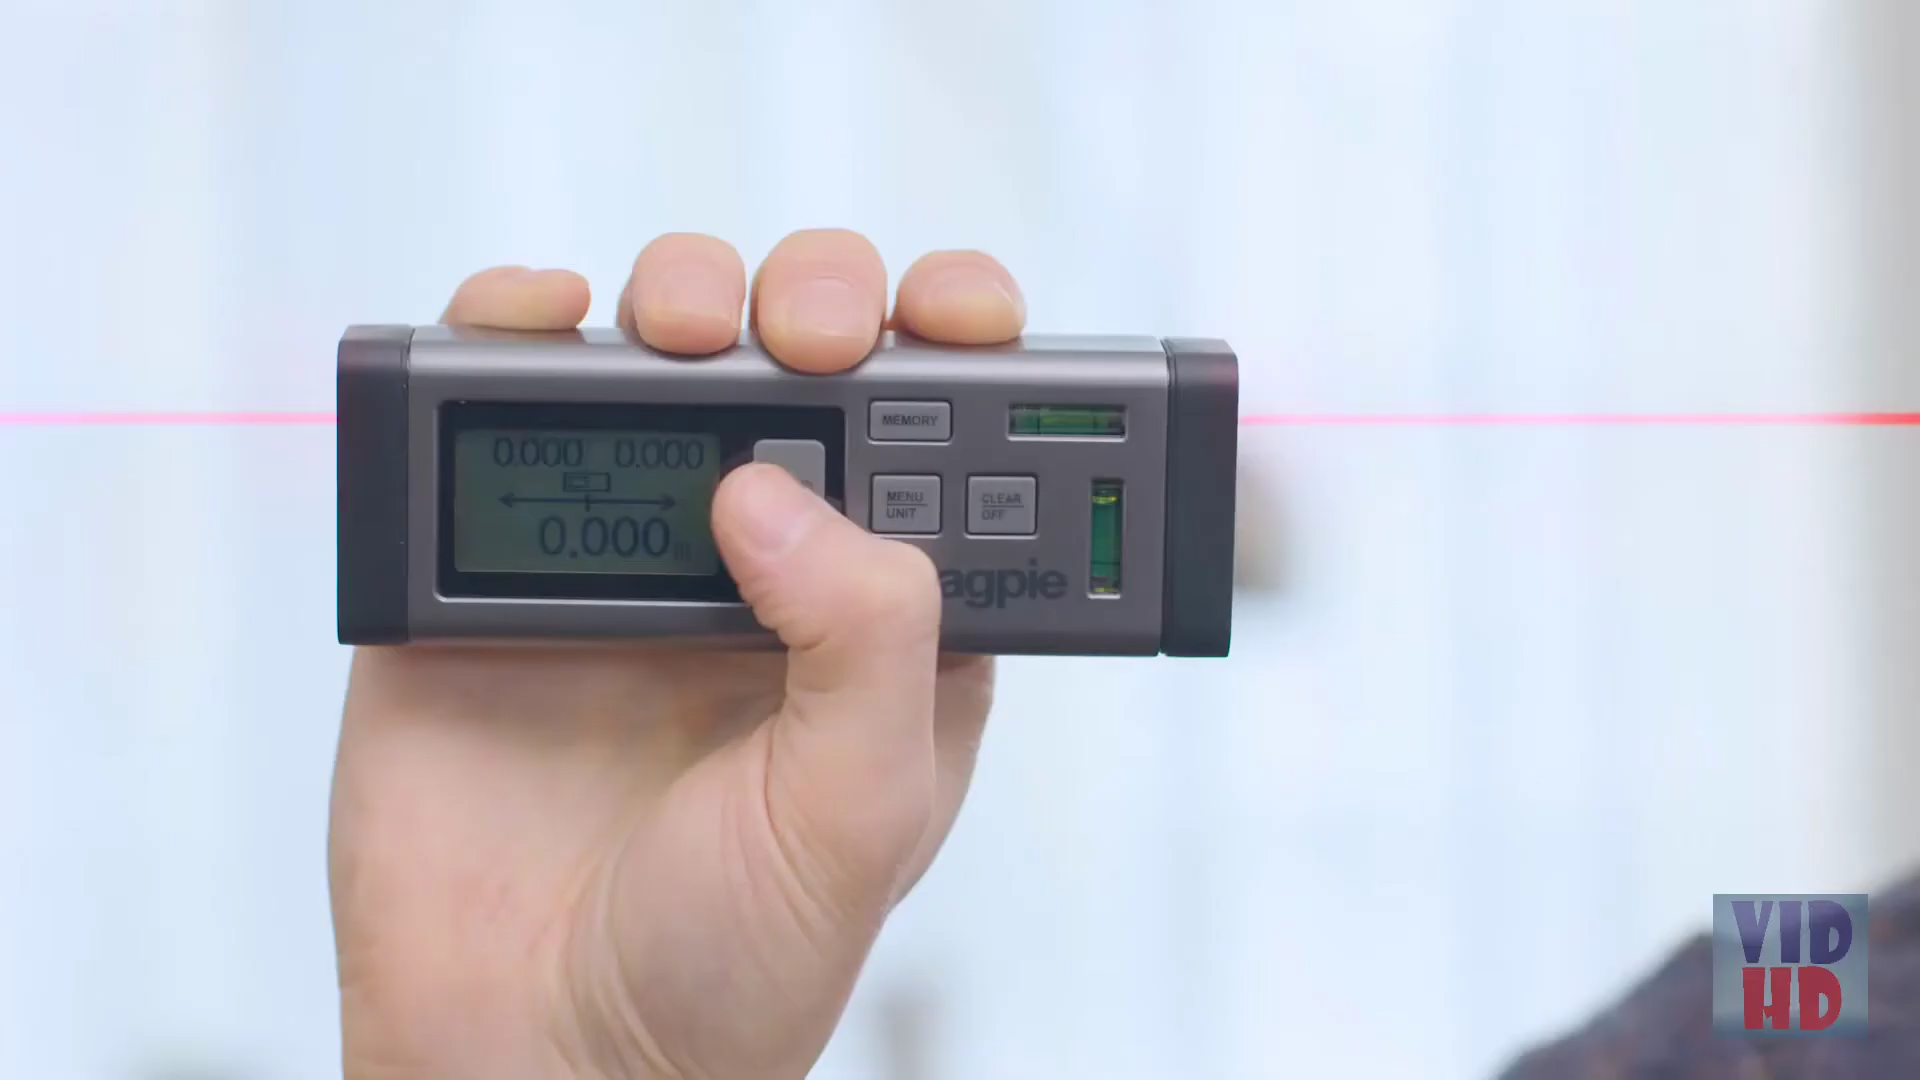 0.000 0.000
0.000 m
MEMORY
MENU
UNIT
CLEAR
OFF
agpie
VID
HD